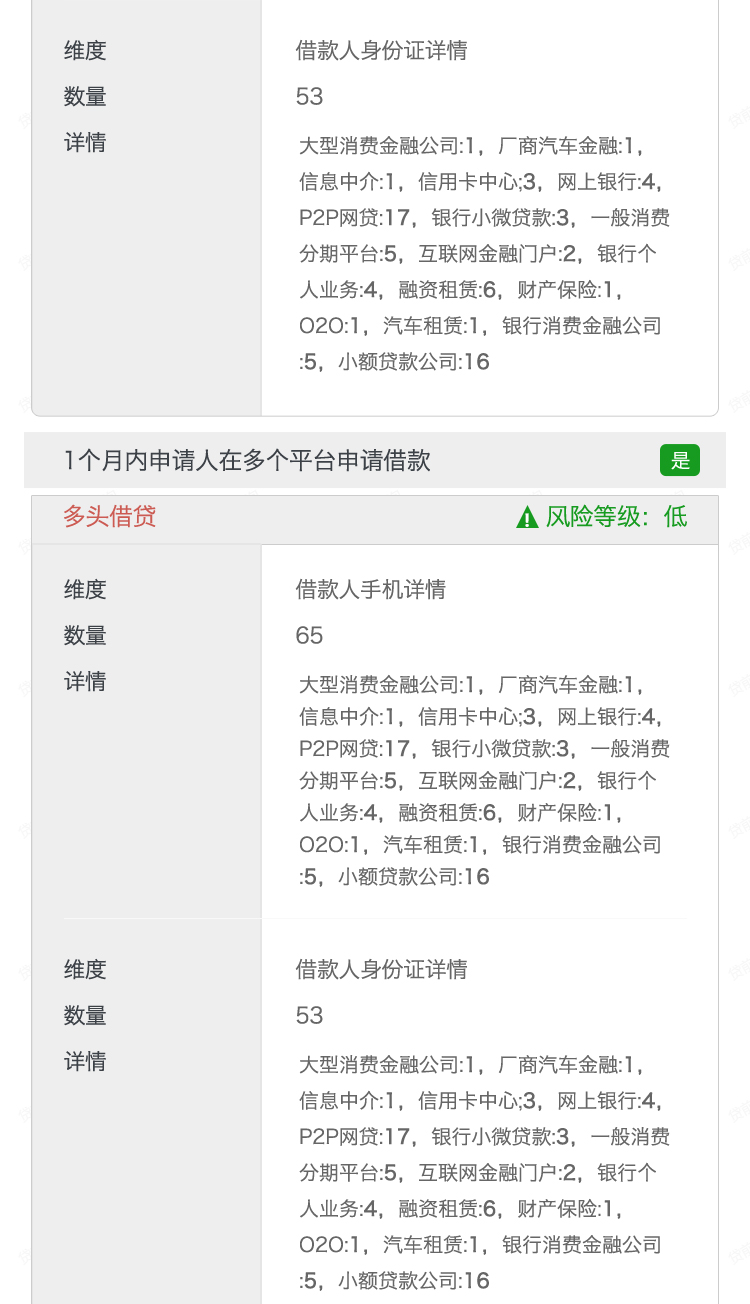 维度 借款人身份证详情
数量 53
详情 大型消费金融公司:1，厂商汽车金融:1，
信息中介:1，信用卡中心;3，网上银行:4，
P2P网贷:17，银行小微贷款:3，一般消费
分期平台:5，互联网金融门户:2，银行个
人业务:4，融资租赁:6，财产保险:1，
O2O:1，汽车租赁:1，银行消费金融公司
:5，小额贷款公司:16
1个月内申请人在多个平台申请借款 是
多头借贷 风险等级：低
维度 借款人手机详情
数量 65
详情 大型消费金融公司:1，厂商汽车金融:1，
信息中介:1，信用卡中心;3，网上银行:4，
P2P网贷:17，银行小微贷款:3，一般消费
分期平台:5，互联网金融门户:2，银行个
人业务:4，融资租赁:6，财产保险:1，
O2O:1，汽车租赁:1，银行消费金融公司
:5，小额贷款公司:16
维度 借款人身份证详情
数量 53
详情 大型消费金融公司:1，厂商汽车金融:1，
信息中介:1，信用卡中心;3，网上银行:4，
P2P网贷:17，银行小微贷款:3，一般消费
分期平台:5，互联网金融门户:2，银行个
人业务:4，融资租赁:6，财产保险:1，
O2O:1，汽车租赁:1，银行消费金融公司
:5，小额贷款公司:16